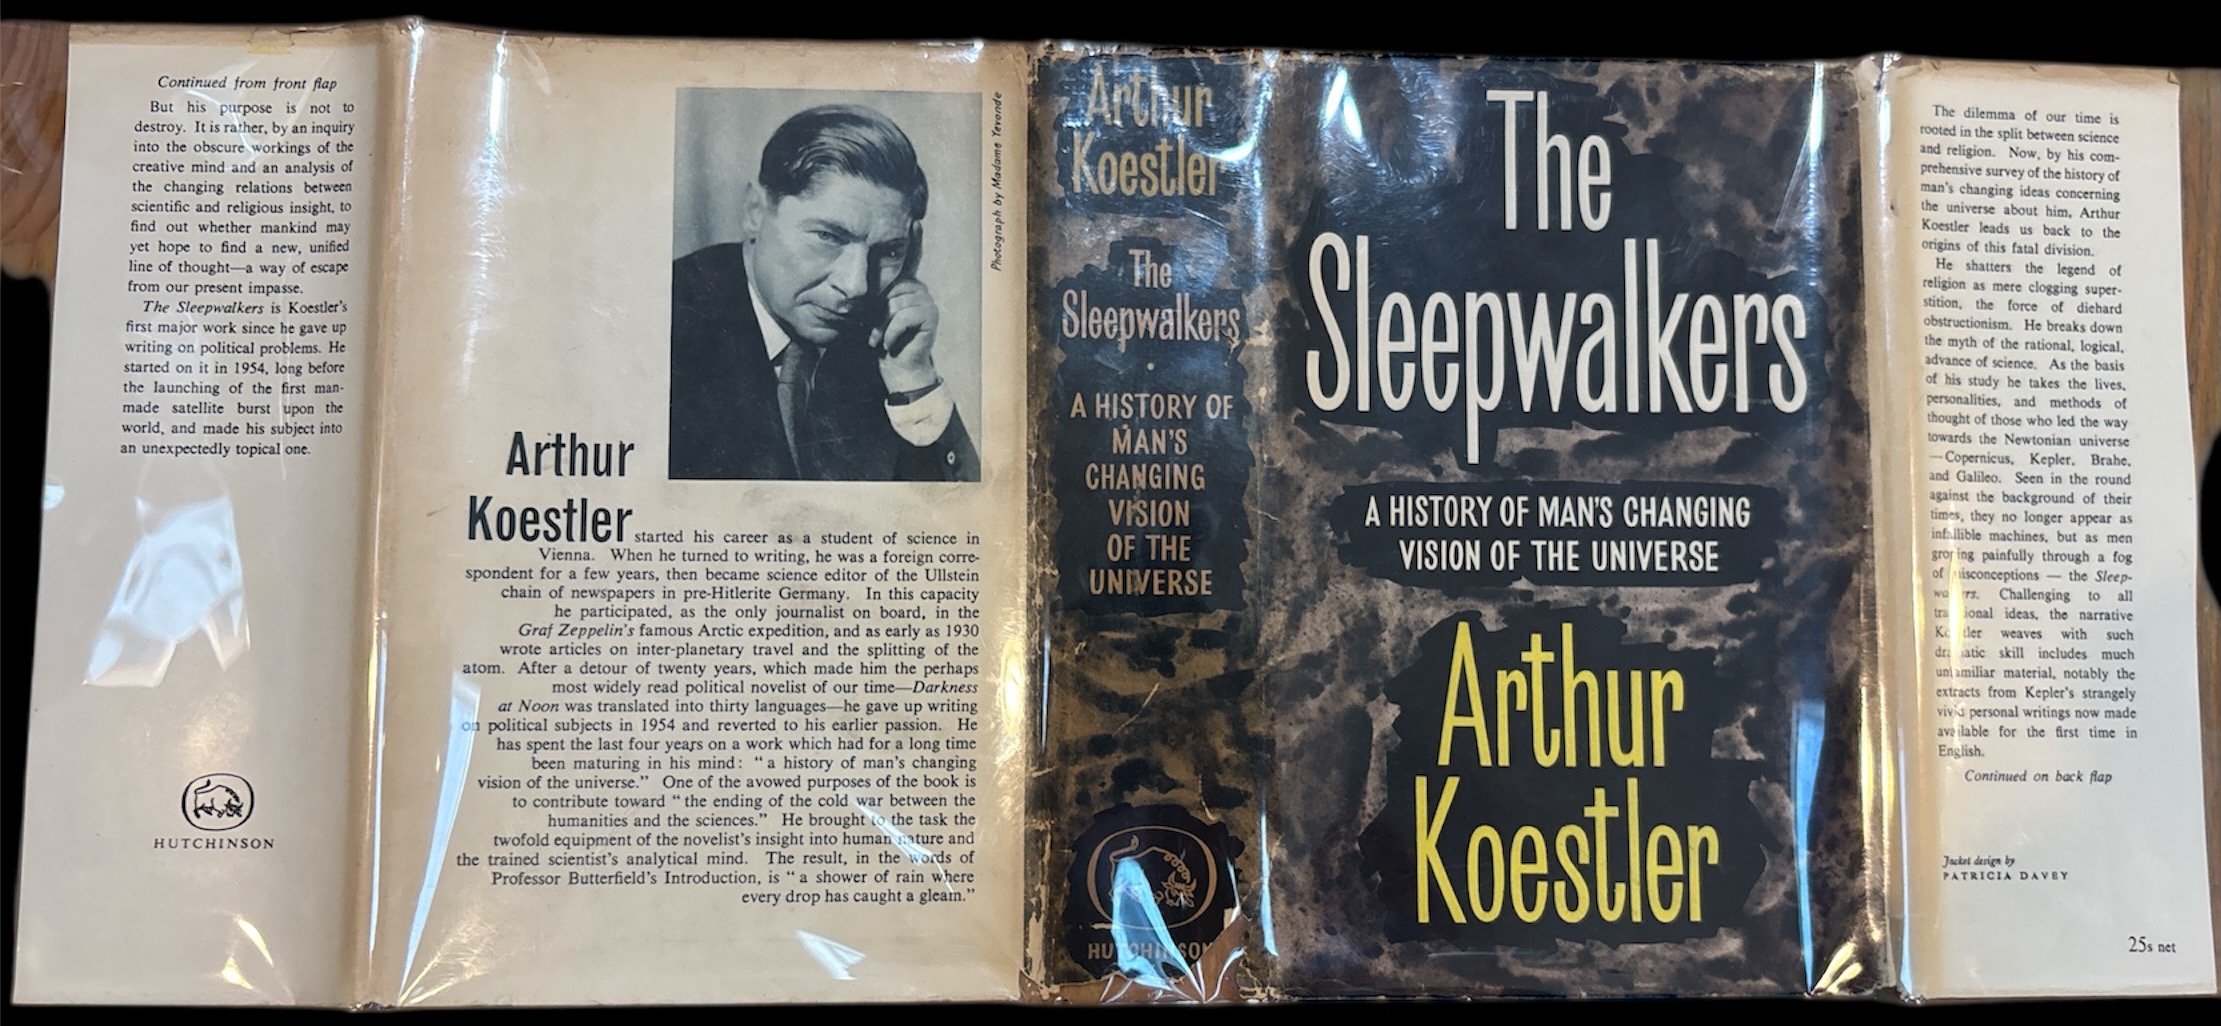 Continued from front flap
But his purpose is not to
destroy. It is rather, by an inquiry
into the obscure workings of the
creative mind and an analysis of
the changing relations between
scientific and religious insight, to
find out whether mankind may
yet hope to find a new, unified
line of thought—a way of escape
from our present impasse.
The Sleepwalkers is Koestler's
first major work since he gave up
writing on political problems. He
started on it in 1954, long before
the launching of the first man-
made satellite burst upon the
world, and made his subject into
an unexpectedly topical one.
HUTCHINSON
Photograph by Madame Yevonde
Arthur
Koestler started his career as a student of science in
Vienna. When he turned to writing, he was a foreign corre-
spondent for a few years, then became science editor of the Ullstein
chain of newspapers in pre-Hitlerite Germany. In this capacity
he participated, as the only journalist on board, in the
Graf Zeppelin's famous Arctic expedition, and as early as 1930
wrote articles on inter-planetary travel and the splitting of the
atom. After a detour of twenty years, which made him the perhaps
most widely read political novelist of our time—Darkness
at Noon was translated into thirty languages—he gave up writing
on political subjects in 1954 and reverted to his earlier passion. He
has spent the last four years on a work which had for a long time
been maturing in his mind: "a history of man's changing
vision of the universe." One of the avowed purposes of the book is
to contribute toward "the ending of the cold war between the
humanities and the sciences." He brought to the task the
twofold equipment of the novelist's insight into human nature and
the trained scientist's analytical mind. The result, in the words of
Professor Butterfield's Introduction, is "a shower of rain where
every drop has caught a gleam."
Arthur
Koestler
The
Sleepwalkers
A HISTORY OF
MAN'S
CHANGING
VISION
OF THE
UNIVERSE
HUTCHINSON
The
Sleepwalkers
A HISTORY OF MAN'S CHANGING
VISION OF THE UNIVERSE
Arthur
Koestler
The dilemma of our time is
rooted in the split between science
and religion. Now, by his com-
prehensive survey of the history of
man's changing ideas concerning
the universe about him, Arthur
Koestler leads us back to the
origins of this fatal division.
He shatters the legend of
religion as mere clogging super-
stition, the force of diehard
obstructionism. He breaks down
the myth of the rational, logical,
advance of science. As the basis
of his study he takes the lives,
personalities, and methods of
thought of those who led the way
towards the Newtonian universe
—Copernicus, Kepler, Brahe,
and Galileo. Seen in the round
against the background of their
times, they no longer appear as
infallible machines, but as men
groping painfully through a fog
of misconceptions — the Sleep-
walkers. Challenging to all
traditional ideas, the narrative
Koestler weaves with such
dramatic skill includes much
unfamiliar material, notably the
extracts from Kepler's strangely
vivid personal writings now made
available for the first time in
English.
Continued on back flap
Jacket design by
PATRICIA DAVEY
25s net